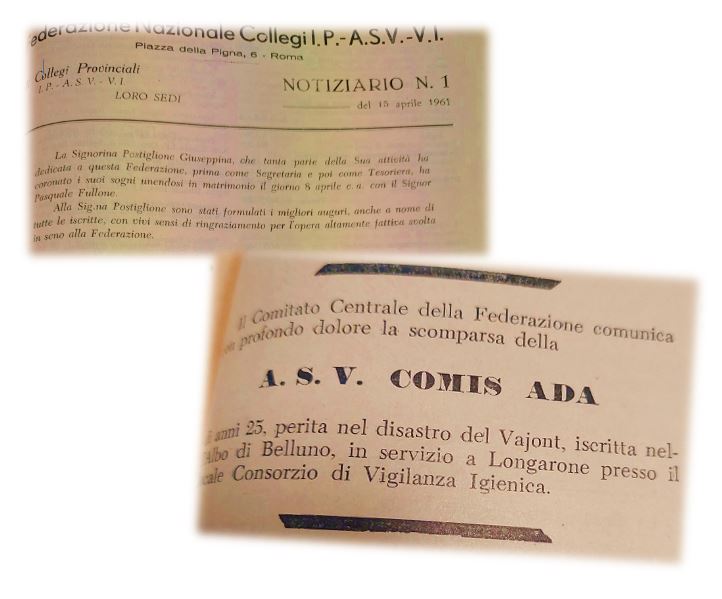 Federazione Nazionale Collegi I.P.-A.S.V.-V.I.
Piazza della Pigna, 6 - Roma
Collegi Provinciali
I.P. - A.S.V. - V.I.
LORO SEDI
NOTIZIARIO N. 1
del 15 aprile 1961
La Signorina Postiglione Giuseppina, che tanta parte della Sua attività ha
dedicata a questa Federazione, prima come Segretaria e poi come Tesoriera, ha
coronato i suoi sogni unendosi in matrimonio il giorno 8 aprile c. a. con il Signor
Pasquale Fullone.
Alla Sig.na Postiglione sono stati formulati i migliori auguri, anche a nome di
tutte le iscritte, con vivi sensi di ringraziamento per l'opera altamente fattiva svolta
in seno alla Federazione.
Il Comitato Centrale della Federazione comunica
con profondo dolore la scomparsa della
A. S. V. COMIS ADA
di anni 25, perita nel disastro del Vajont, iscritta nel-
l'Albo di Belluno, in servizio a Longarone presso il
locale Consorzio di Vigilanza Igienica.